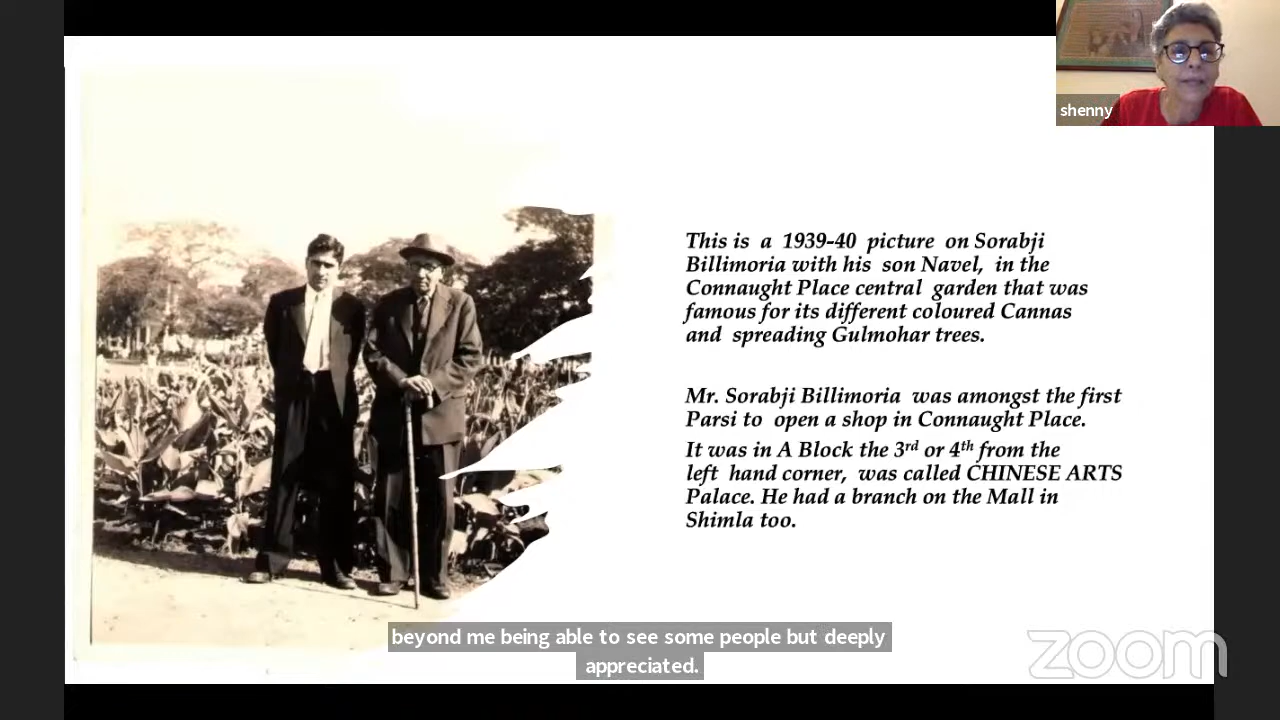 shenny
This is a 1939-40 picture on Sorabji
Billimoria with his son Navel, in the
Connaught Place central garden that was
famous for its different coloured Cannas
and spreading Gulmohar trees.
Mr. Sorabji Billimoria was amongst the first
Parsi to open a shop in Connaught Place.
It was in A Block the 3rd or 4th from the
left hand corner, was called CHINESE ARTS
Palace. He had a branch on the Mall in
Shimla too.
beyond me being able to see some people but deeply
appreciated.
zoom